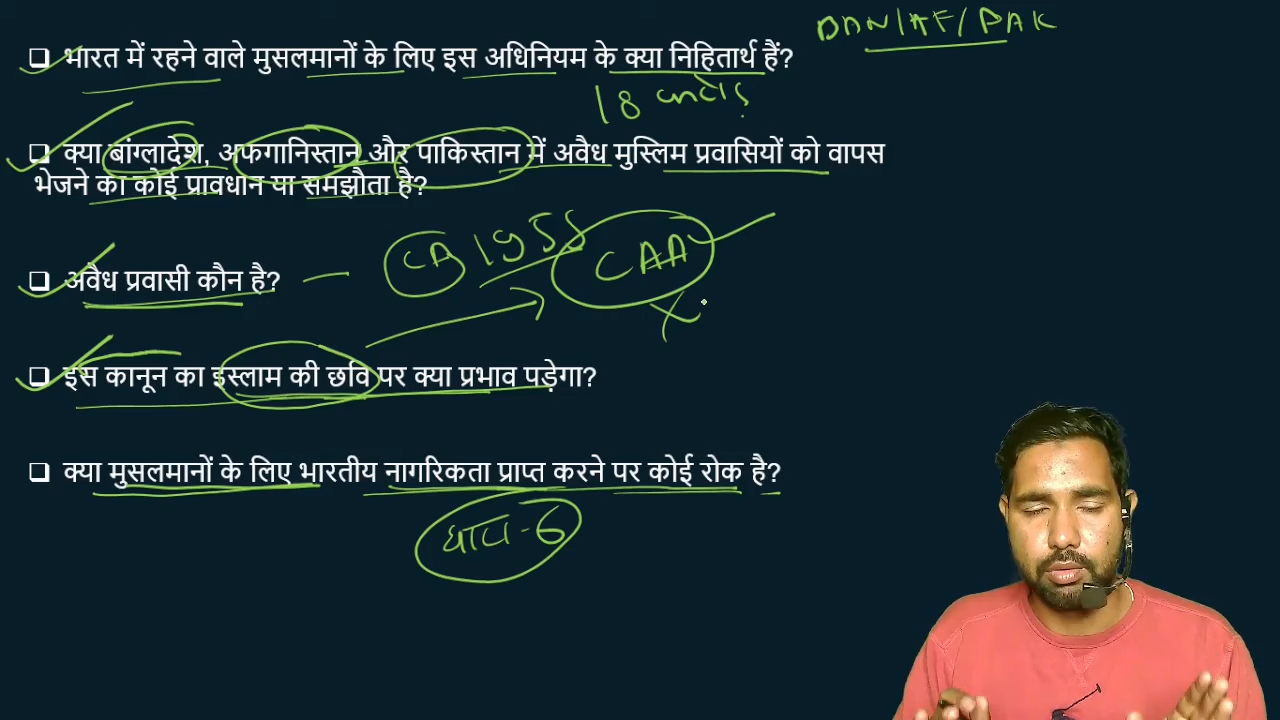 BAN/AF/PAK
❑ भारत में रहने वाले मुसलमानों के लिए इस अधिनियम के क्या निहितार्थ हैं?
18 करोड़
❑ क्या बांग्लादेश, अफगानिस्तान और पाकिस्तान में अवैध मुस्लिम प्रवासियों को वापस
भेजने का कोई प्रावधान या समझौता है?
❑ अवैध प्रवासी कौन है? — CA 1955 CAA
❑ इस कानून का इस्लाम की छवि पर क्या प्रभाव पड़ेगा?
❑ क्या मुसलमानों के लिए भारतीय नागरिकता प्राप्त करने पर कोई रोक है?
धारा-6